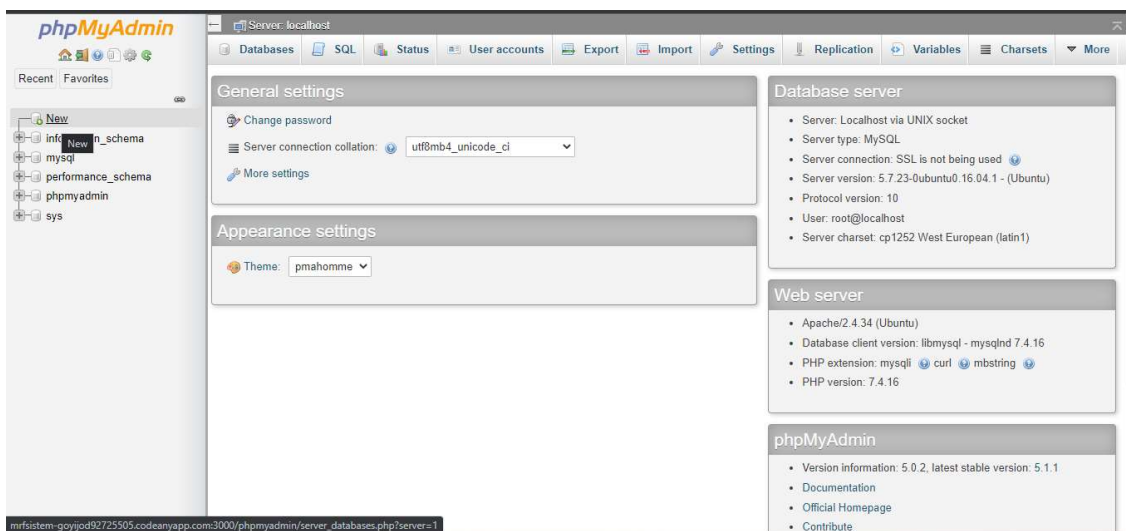 phpMyAdmin
Recent Favorites
New
information_schema
New
mysql
performance_schema
phpmyadmin
sys
Server: localhost
Databases SQL Status User accounts Export Import Settings Replication Variables Charsets More
General settings
Change password
Server connection collation: utf8mb4_unicode_ci
More settings
Appearance settings
Theme: pmahomme
Database server
• Server: Localhost via UNIX socket
• Server type: MySQL
• Server connection: SSL is not being used
• Server version: 5.7.23-0ubuntu0.16.04.1 - (Ubuntu)
• Protocol version: 10
• User: root@localhost
• Server charset: cp1252 West European (latin1)
Web server
• Apache/2.4.34 (Ubuntu)
• Database client version: libmysql - mysqlnd 7.4.16
• PHP extension: mysqli curl mbstring
• PHP version: 7.4.16
phpMyAdmin
• Version information: 5.0.2, latest stable version: 5.1.1
• Documentation
• Official Homepage
• Contribute
mrfsistem-goyijod92725505.codeanyapp.com:3000/phpmyadmin/server_databases.php?server=1